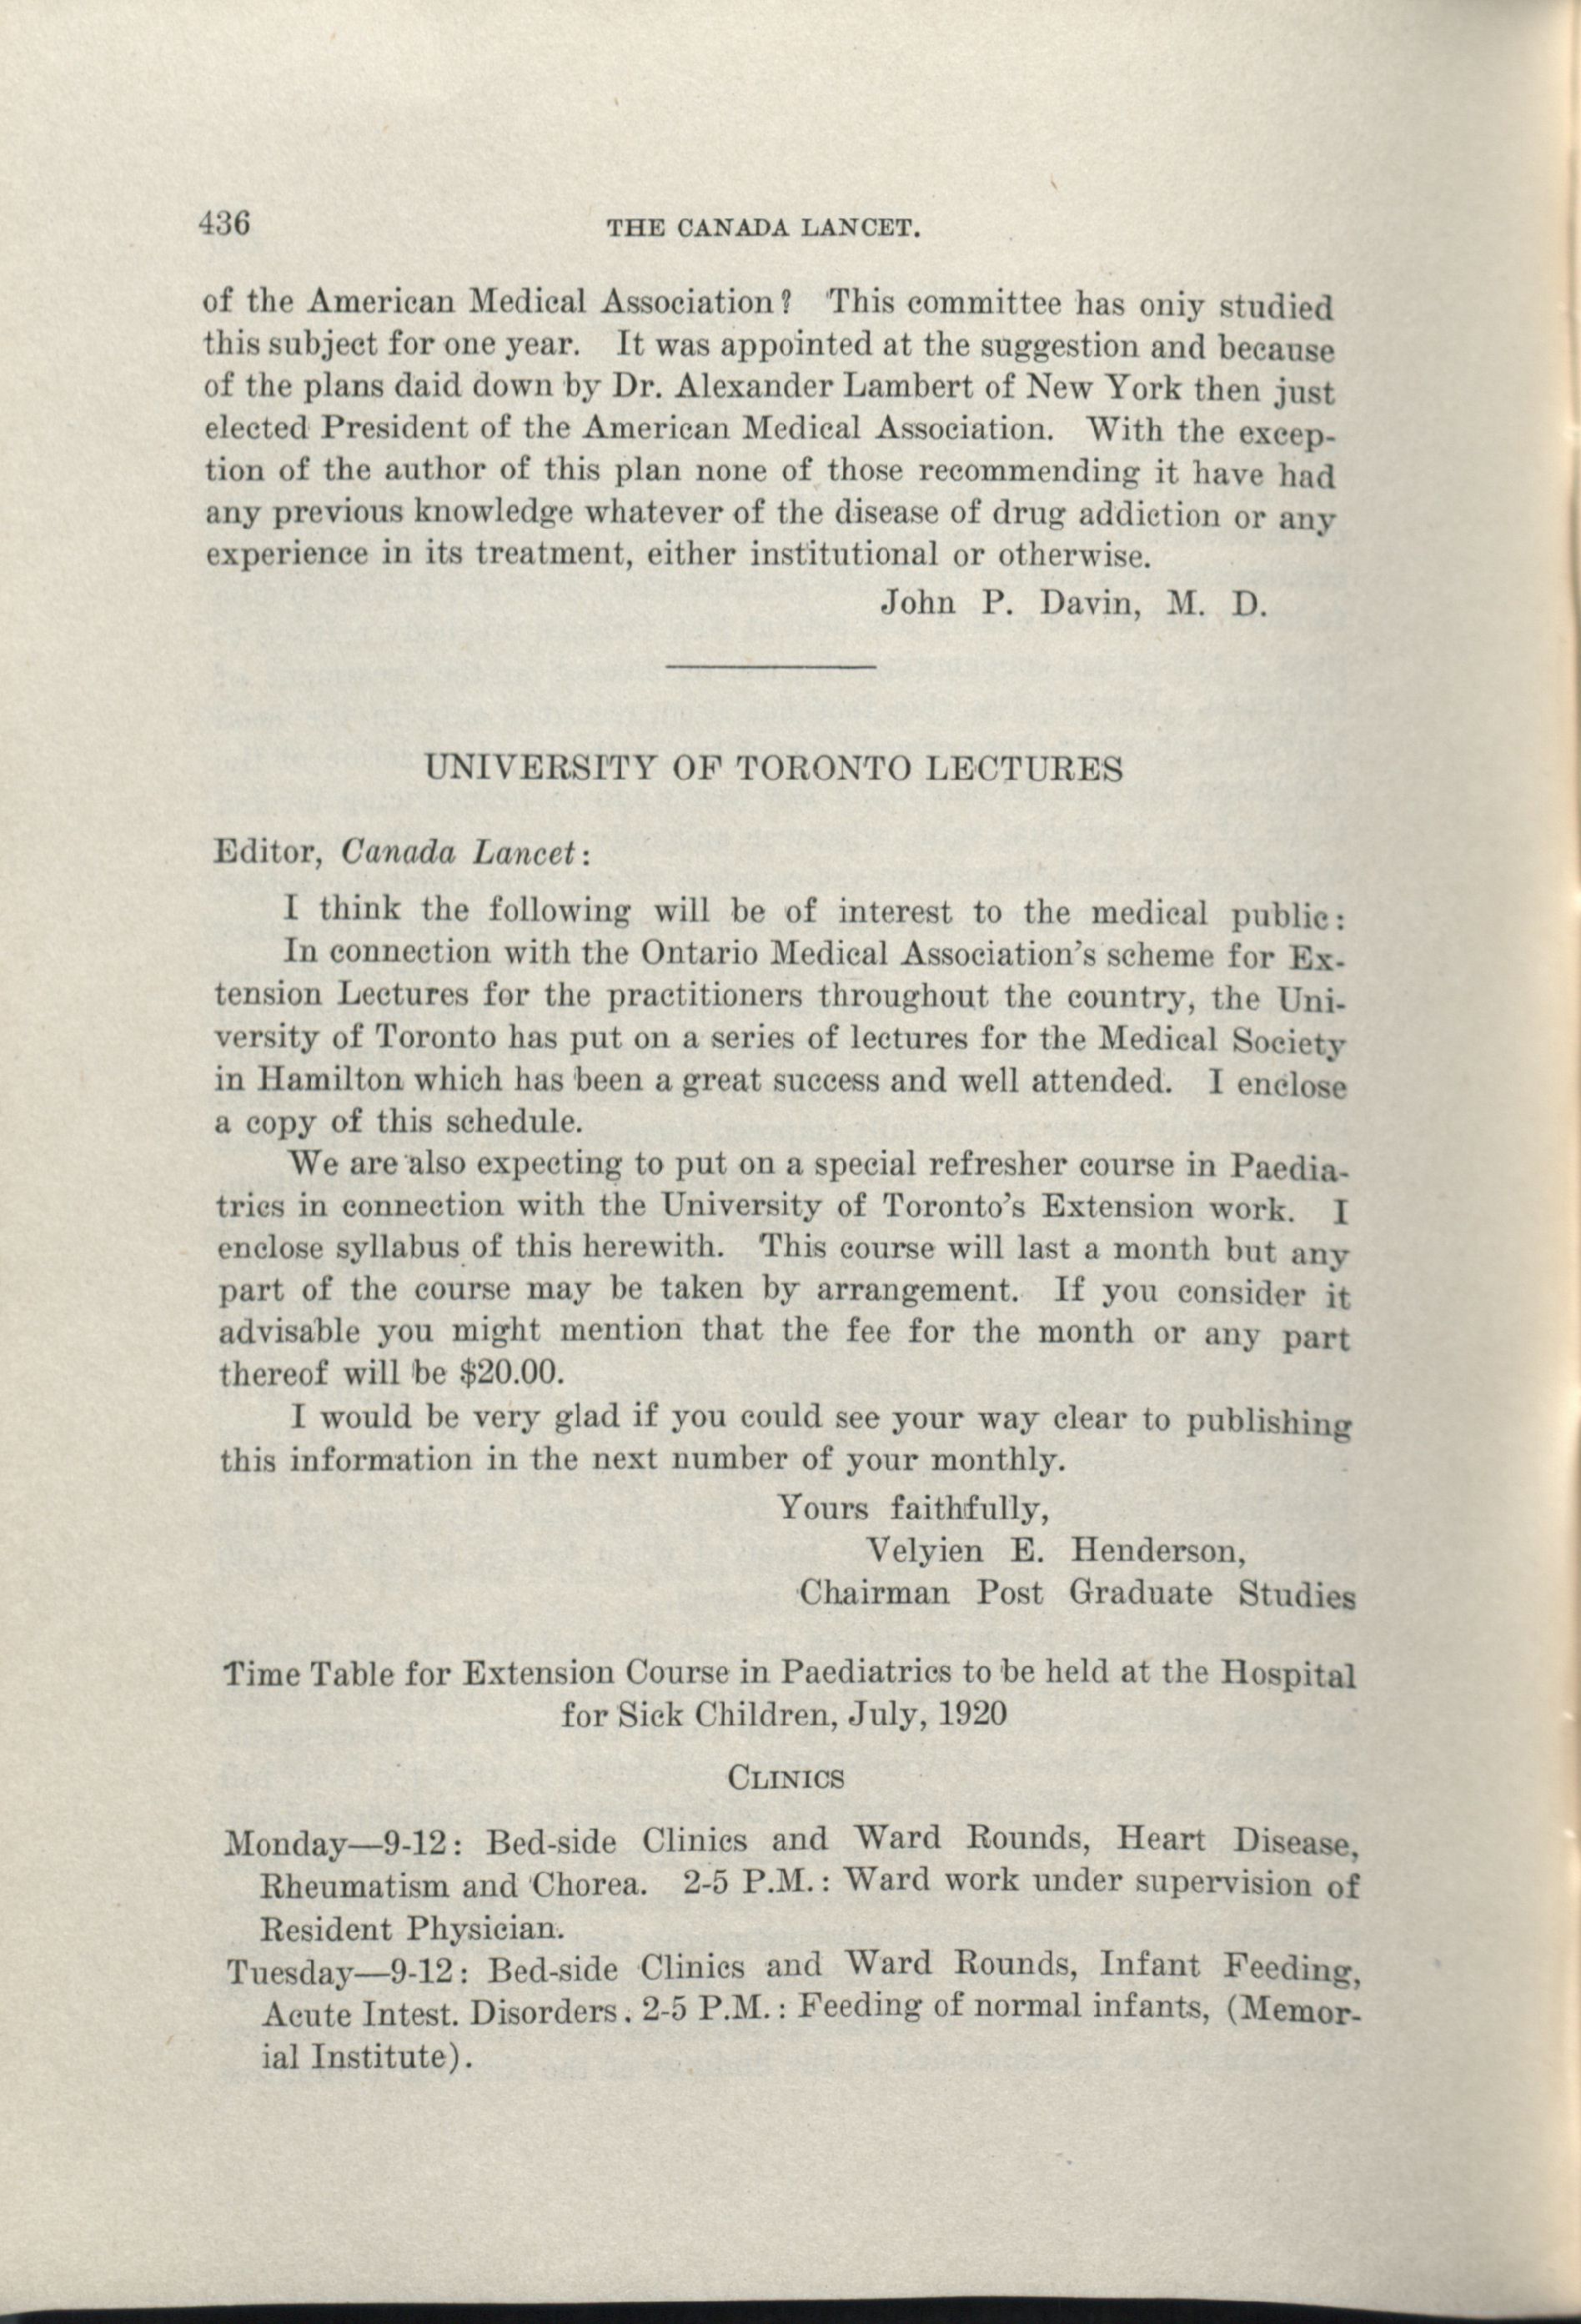 436
THE CANADA LANCET.
of the American Medical Association? This committee has oniy studied
this subject for one year. It was appointed at the suggestion and because
of the plans daid down by Dr. Alexander Lambert of New York then just
elected President of the American Medical Association. With the excep-
tion of the author of this plan none of those recommending it have had
any previous knowledge whatever of the disease of drug addiction or any
experience in its treatment, either institutional or otherwise.
John P. Davin, M. D.
UNIVERSITY OF TORONTO LECTURES
Editor, Canada Lancet:
I think the following will be of interest to the medical public:
In connection with the Ontario Medical Association's scheme for Ex-
tension Lectures for the practitioners throughout the country, the Uni-
versity of Toronto has put on a series of lectures for the Medical Society
in Hamilton which has been a great success and well attended. I enclose
a copy of this schedule.
We are also expecting to put on a special refresher course in Paedia-
trics in connection with the University of Toronto's Extension work. I
enclose syllabus of this herewith. This course will last a month but any
part of the course may be taken by arrangement. If you consider it
advisable you might mention that the fee for the month or any part
thereof will be $20.00.
I would be very glad if you could see your way clear to publishing
this information in the next number of your monthly.
Yours faithfully,
Velyien E. Henderson,
Chairman Post Graduate Studies
Time Table for Extension Course in Paediatrics to be held at the Hospital
for Sick Children, July, 1920
CLINICS
Monday—9-12: Bed-side Clinics and Ward Rounds, Heart Disease,
Rheumatism and Chorea. 2-5 P.M.: Ward work under supervision of
Resident Physician.
Tuesday—9-12: Bed-side Clinics and Ward Rounds, Infant Feeding,
Acute Intest. Disorders. 2-5 P.M.: Feeding of normal infants, (Memor-
ial Institute).